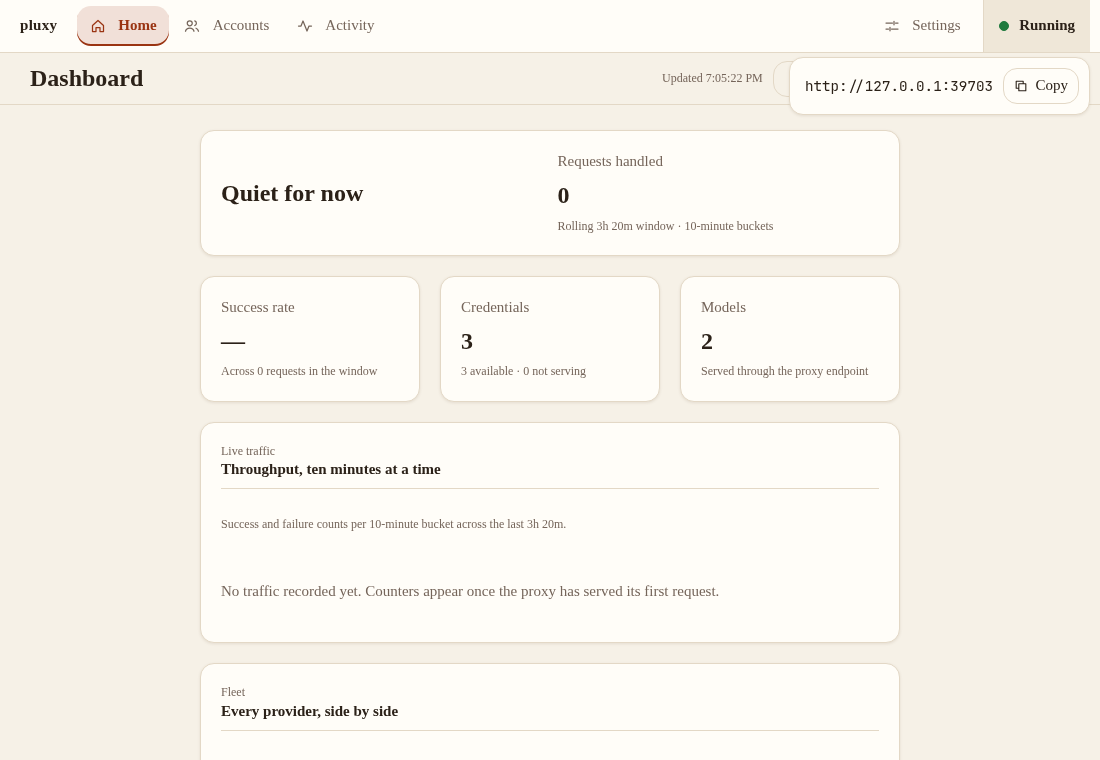 pluxy
Home
Accounts
Activity
Settings
Running
Dashboard
Updated 7:05:22 PM
http://127.0.0.1:39703
Copy
Quiet for now
Requests handled
0
Rolling 3h 20m window · 10-minute buckets
Success rate
—
Across 0 requests in the window
Credentials
3
3 available · 0 not serving
Models
2
Served through the proxy endpoint
Live traffic
Throughput, ten minutes at a time
Success and failure counts per 10-minute bucket across the last 3h 20m.
No traffic recorded yet. Counters appear once the proxy has served its first request.
Fleet
Every provider, side by side